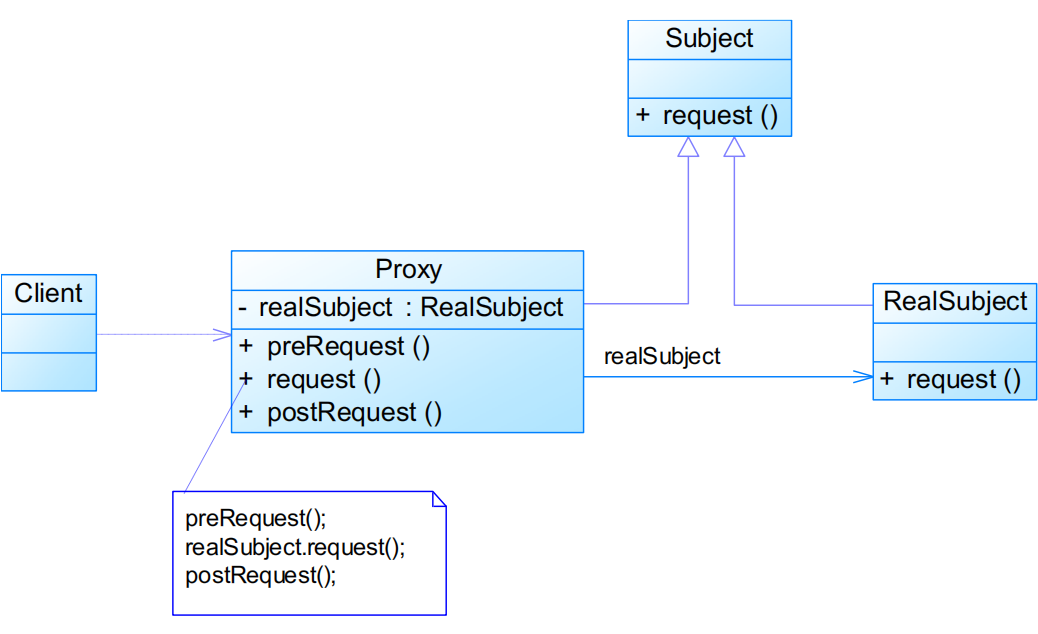 Subject
+ request ()
Proxy
- realSubject : RealSubject
+ preRequest ()
+ request ()
+ postRequest ()
Client
RealSubject
+ request ()
realSubject
preRequest();
realSubject.request();
postRequest();